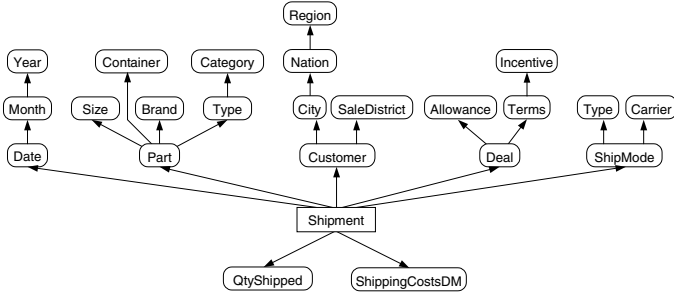 Region
Year
Container
Category
Nation
Incentive
Month
Size
Brand
Type
City
SaleDistrict
Allowance
Terms
Type
Carrier
Date
Part
Customer
Deal
ShipMode
Shipment
QtyShipped
ShippingCostsDM